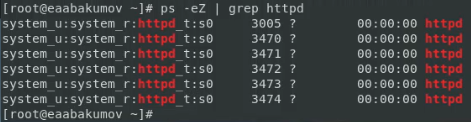 [root@eaabakumov ~]# ps -eZ | grep httpd
system_u:system_r:httpd_t:s0    3005 ?        00:00:00 httpd
system_u:system_r:httpd_t:s0    3470 ?        00:00:00 httpd
system_u:system_r:httpd_t:s0    3471 ?        00:00:00 httpd
system_u:system_r:httpd_t:s0    3472 ?        00:00:00 httpd
system_u:system_r:httpd_t:s0    3473 ?        00:00:00 httpd
system_u:system_r:httpd_t:s0    3474 ?        00:00:00 httpd
[root@eaabakumov ~]#